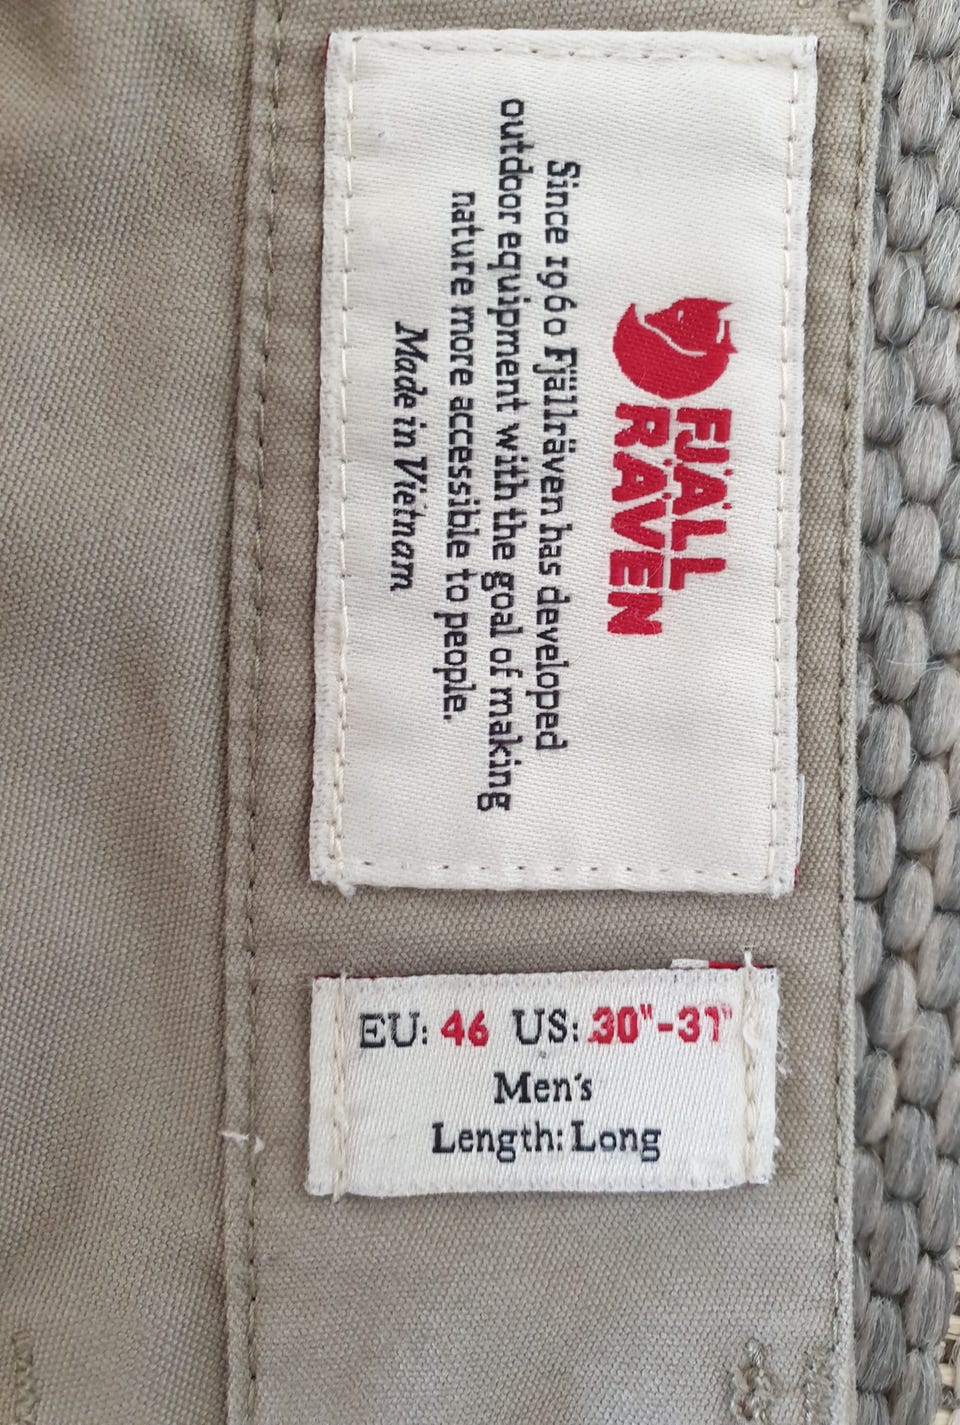 FJÄLL
RÄVEN
Since 1960 Fjällräven has developed
outdoor equipment with the goal of making
nature more accessible to people.
Made in Vietnam
EU: 46 US: 30"-31"
Men's
Length: Long